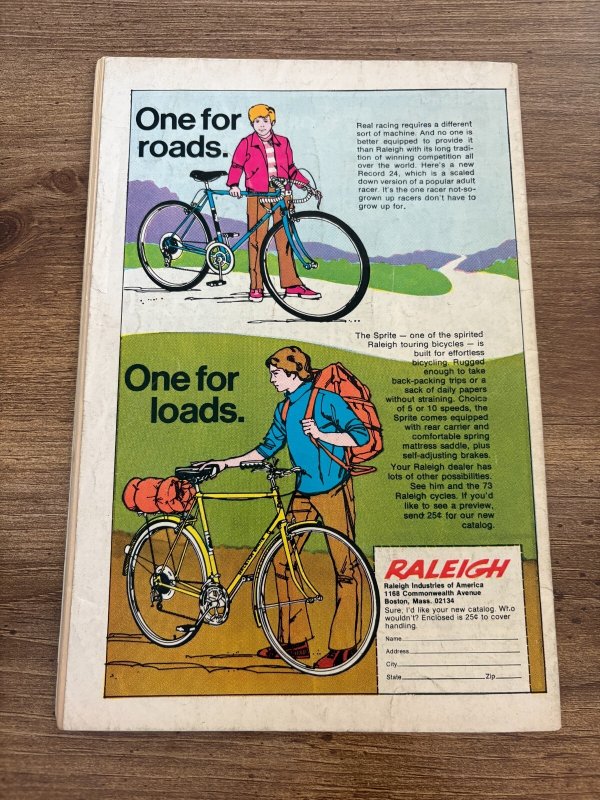 One for
roads.
Real racing requires a different
sort of machine. And no one is
better equipped to provide it
than Raleigh with its long tradi-
tion of winning competition all
over the world. Here's a new
Record 24, which is a scaled
down version of a popular adult
racer. It's the one racer not-so-
grown up racers don't have to
grow up for.
The Sprite — one of the spirited
Raleigh touring bicycles — is
built for effortless
bicycling. Rugged
enough to take
back-packing trips or a
sack of daily papers
without straining. Choice
of 5 or 10 speeds, the
Sprite comes equipped
with rear carrier and
comfortable spring
mattress saddle, plus
self-adjusting brakes.
Your Raleigh dealer has
lots of other possibilities.
See him and the 73
Raleigh cycles. If you'd
like to see a preview,
send 25¢ for our new
catalog.
One for
loads.
RALEIGH
Raleigh Industries of America
1168 Commonwealth Avenue
Boston, Mass. 02134
Sure, I'd like your new catalog. Who
wouldn't? Enclosed is 25¢ to cover
handling.
Name
Address
City
State Zip